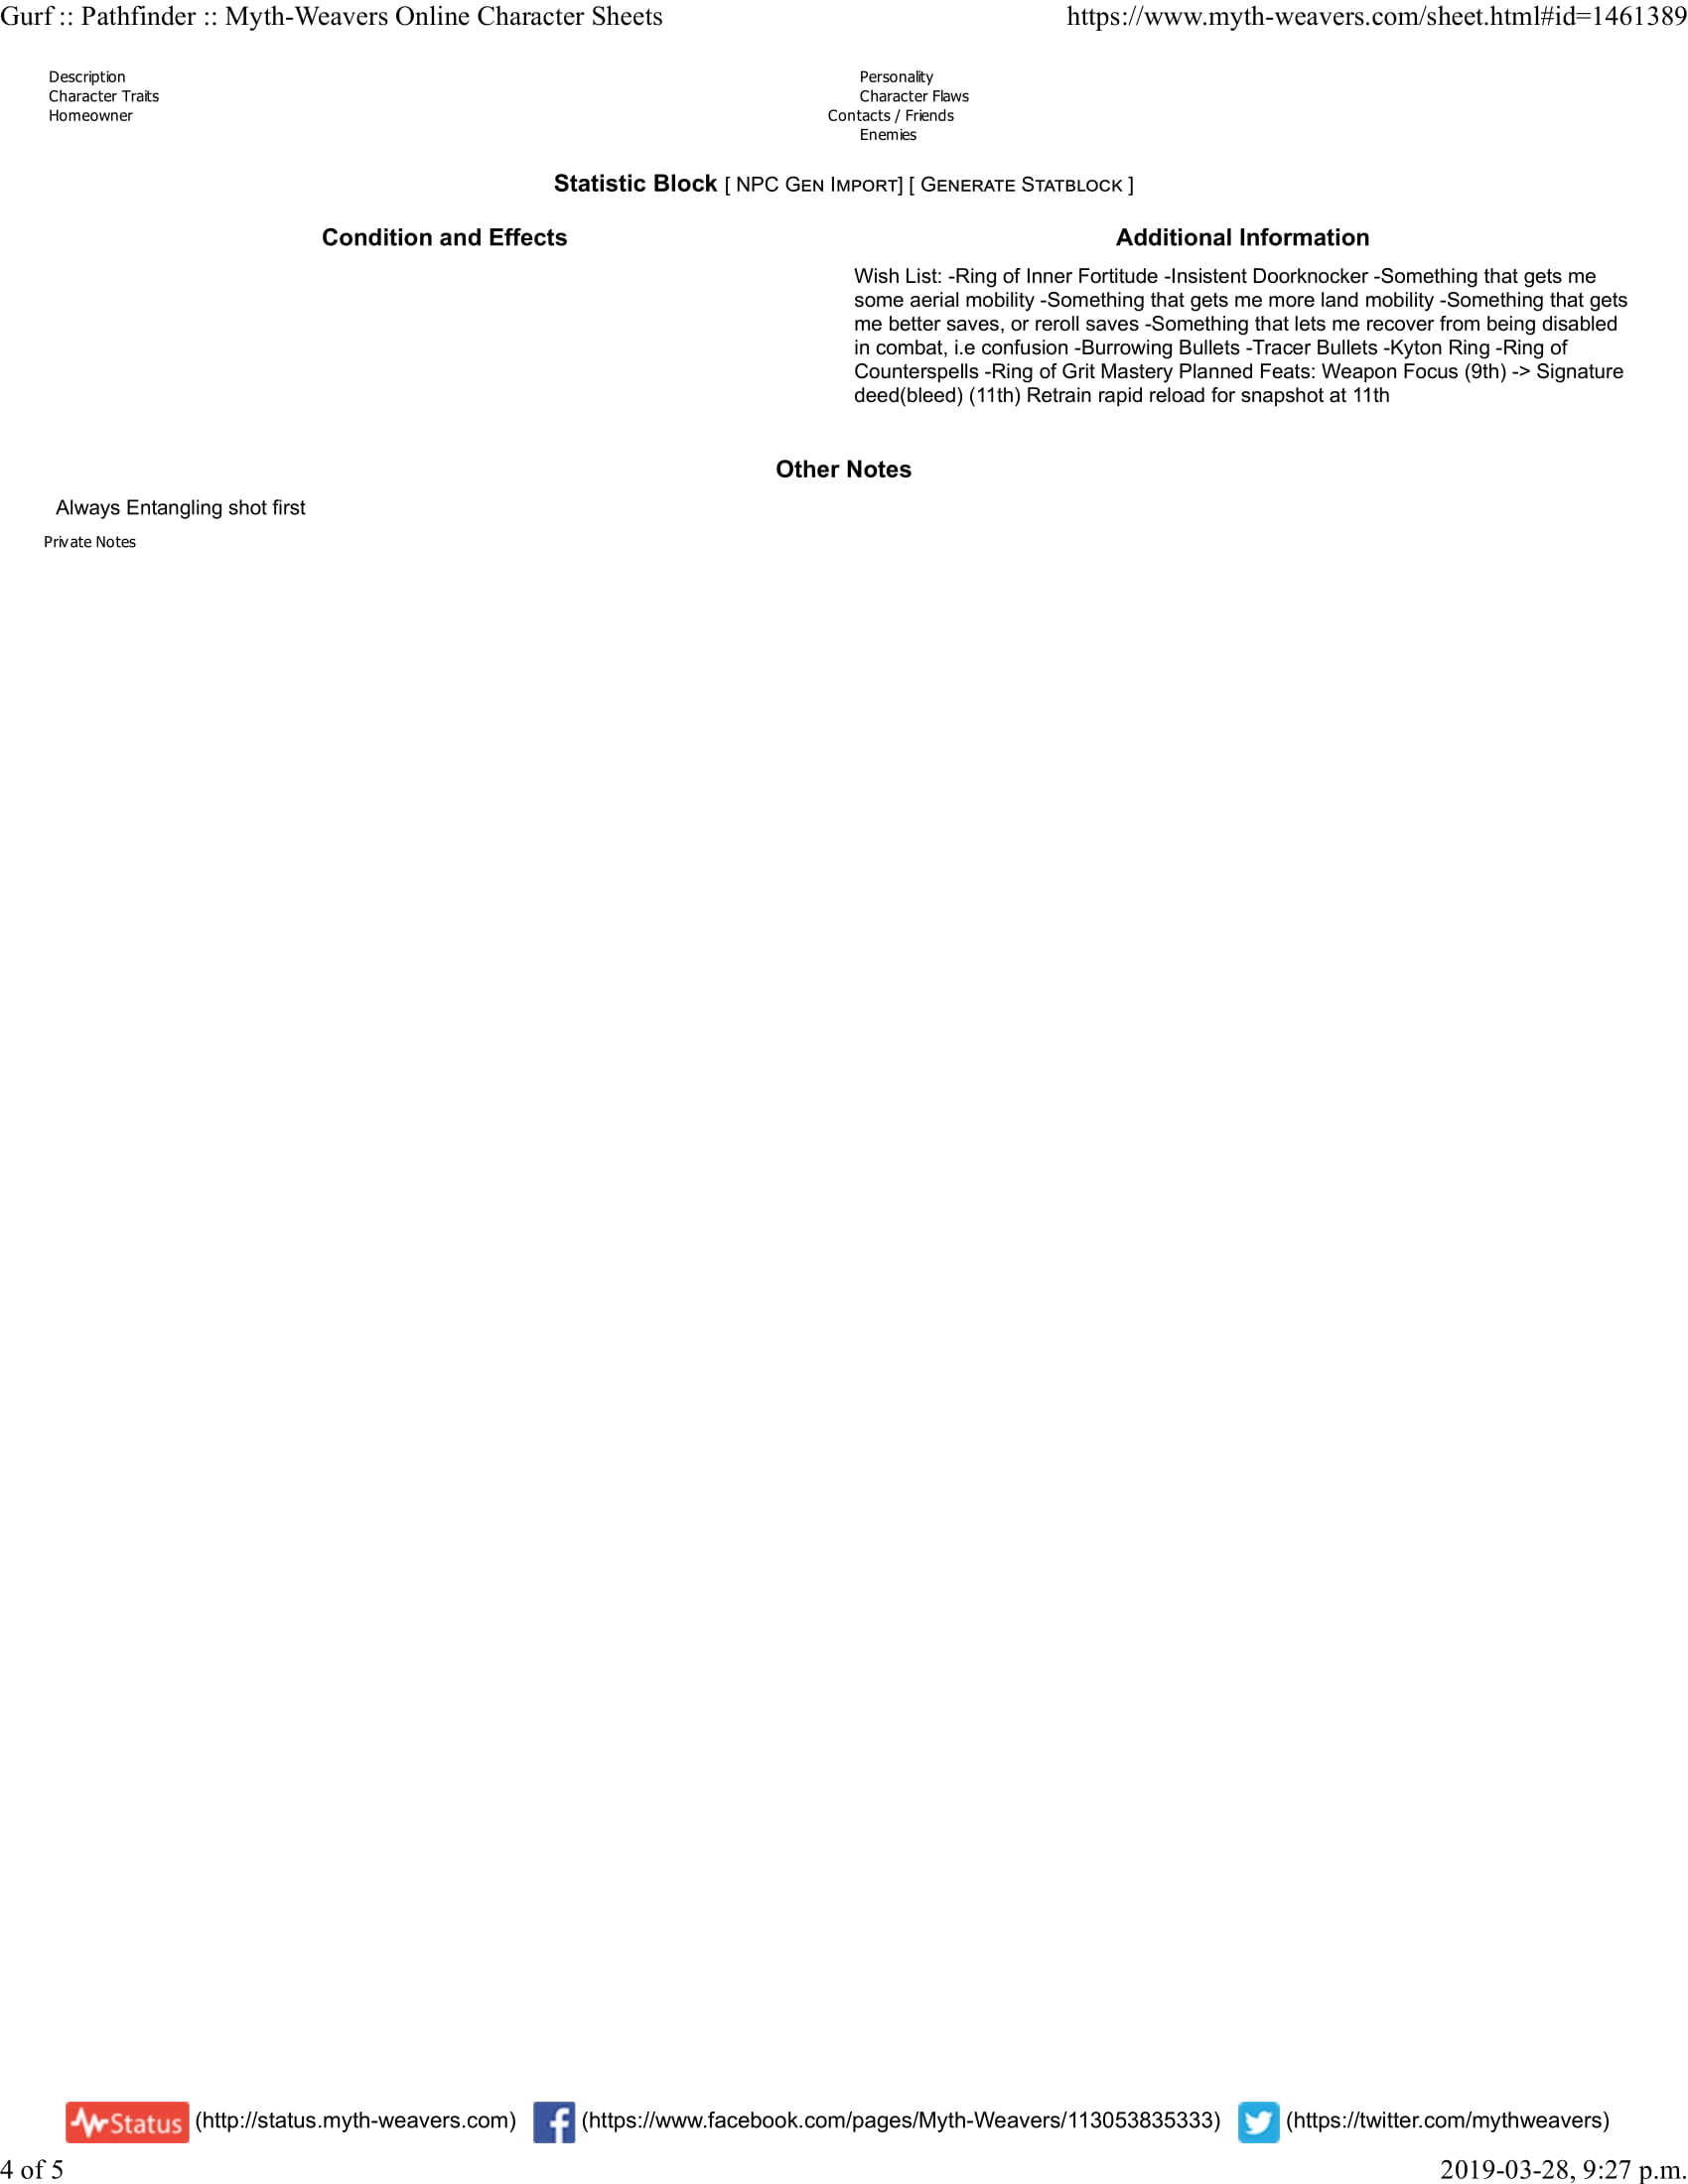 Gurf :: Pathfinder :: Myth-Weavers Online Character Sheets
https://www.myth-weavers.com/sheet.html#id=1461389
Description
Character Traits
Homeowner
Personality
Character Flaws
Contacts / Friends
Enemies
Statistic Block [ NPC Gen Import] [ Generate Statblock ]
Condition and Effects
Additional Information
Wish List: -Ring of Inner Fortitude -Insistent Doorknocker -Something that gets me
some aerial mobility -Something that gets me more land mobility -Something that gets
me better saves, or reroll saves -Something that lets me recover from being disabled
in combat, i.e confusion -Burrowing Bullets -Tracer Bullets -Kyton Ring -Ring of
Counterspells -Ring of Grit Mastery Planned Feats: Weapon Focus (9th) -> Signature
deed(bleed) (11th) Retrain rapid reload for snapshot at 11th
Other Notes
Always Entangling shot first
Private Notes
Status (http://status.myth-weavers.com) f (https://www.facebook.com/pages/Myth-Weavers/113053835333) (https://twitter.com/mythweavers)
4 of 5
2019-03-28, 9:27 p.m.